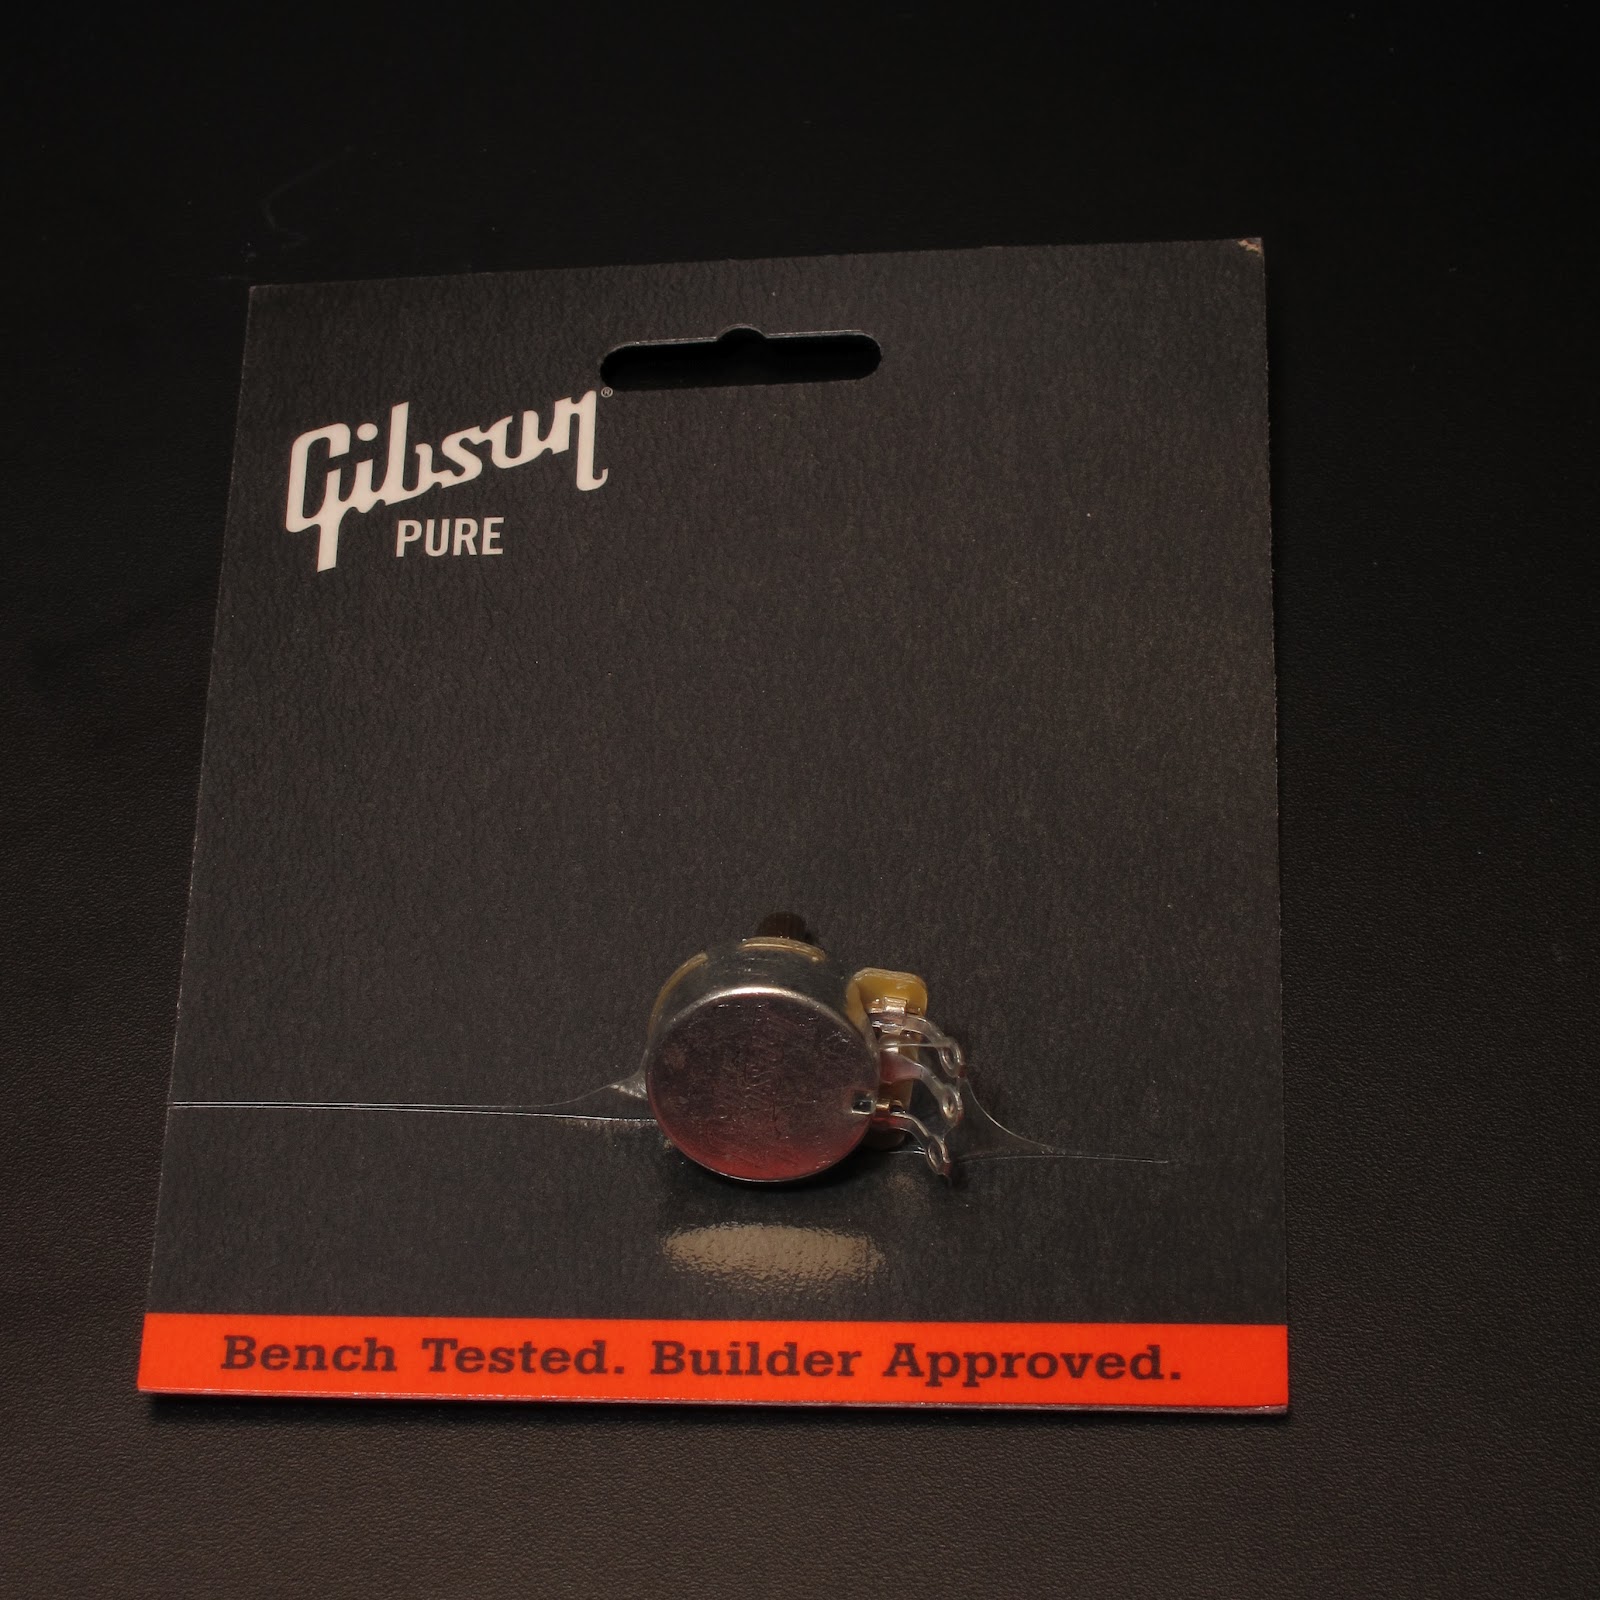 Gibson®
PURE
Bench Tested. Builder Approved.